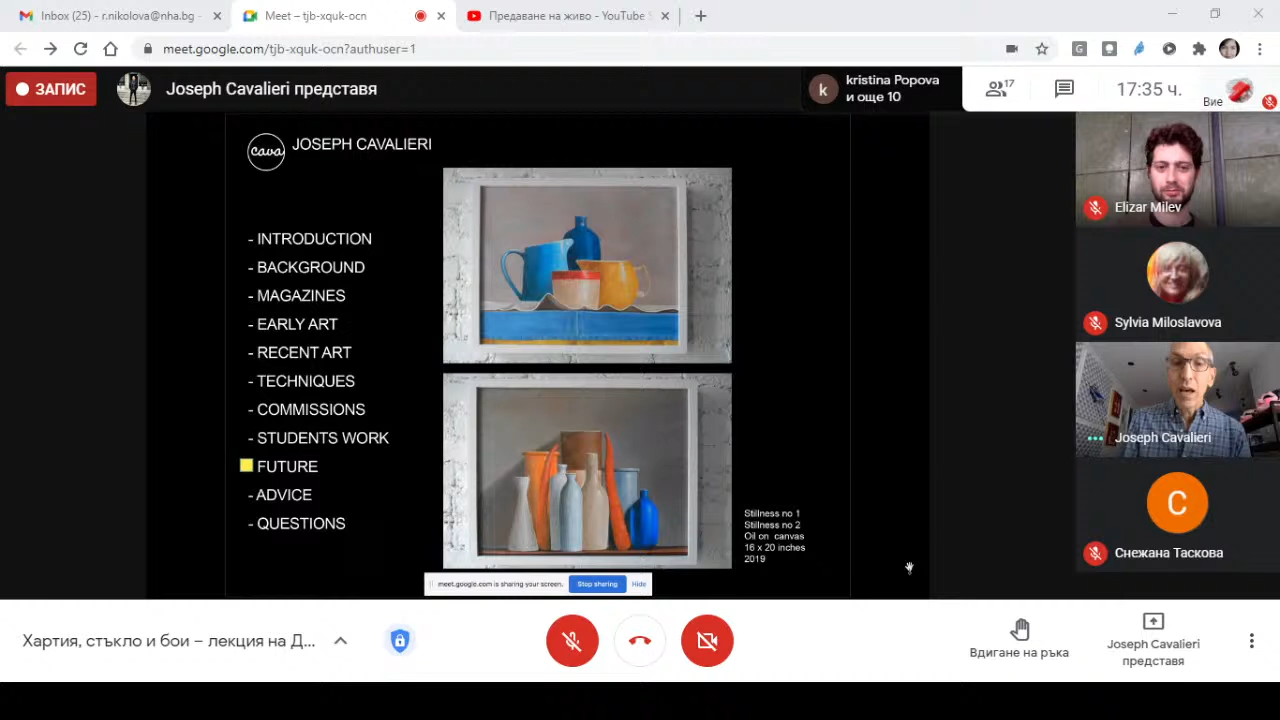 Inbox (25) - r.nikolova@nha.bg -
Meet – tjb-xquk-ocn
Предаване на живо - YouTube S
meet.google.com/tjb-xquk-ocn?authuser=1
ЗАПИС
Joseph Cavalieri представя
k
kristina Popova
и още 10
17
17:35 ч.
Вие
cava
JOSEPH CAVALIERI
- INTRODUCTION
- BACKGROUND
- MAGAZINES
- EARLY ART
- RECENT ART
- TECHNIQUES
- COMMISSIONS
- STUDENTS WORK
FUTURE
- ADVICE
- QUESTIONS
Stillness no 1
Stillness no 2
Oil on canvas
16 x 20 inches
2019
meet.google.com is sharing your screen.
Stop sharing
Hide
Elizar Milev
Sylvia Miloslavova
Joseph Cavalieri
C
Снежана Таскова
Хартия, стъкло и бои – лекция на Д...
Вдигане на ръка
Joseph Cavalieri
представя